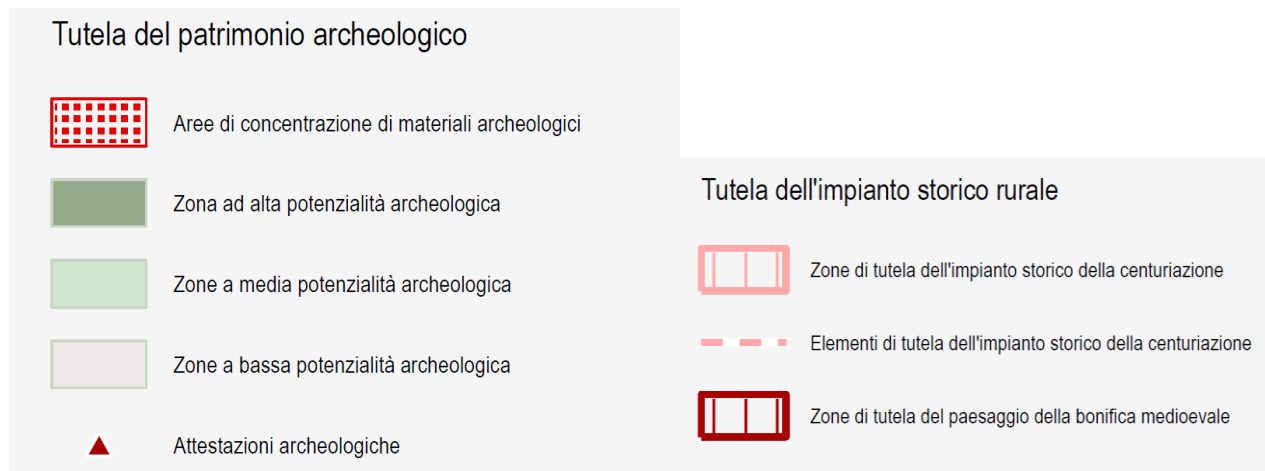 Tutela del patrimonio archeologico
Aree di concentrazione di materiali archeologici
Zona ad alta potenzialità archeologica
Zone a media potenzialità archeologica
Zone a bassa potenzialità archeologica
Attestazioni archeologiche
Tutela dell'impianto storico rurale
Zone di tutela dell'impianto storico della centuriazione
Elementi di tutela dell'impianto storico della centuriazione
Zone di tutela del paesaggio della bonifica medioevale